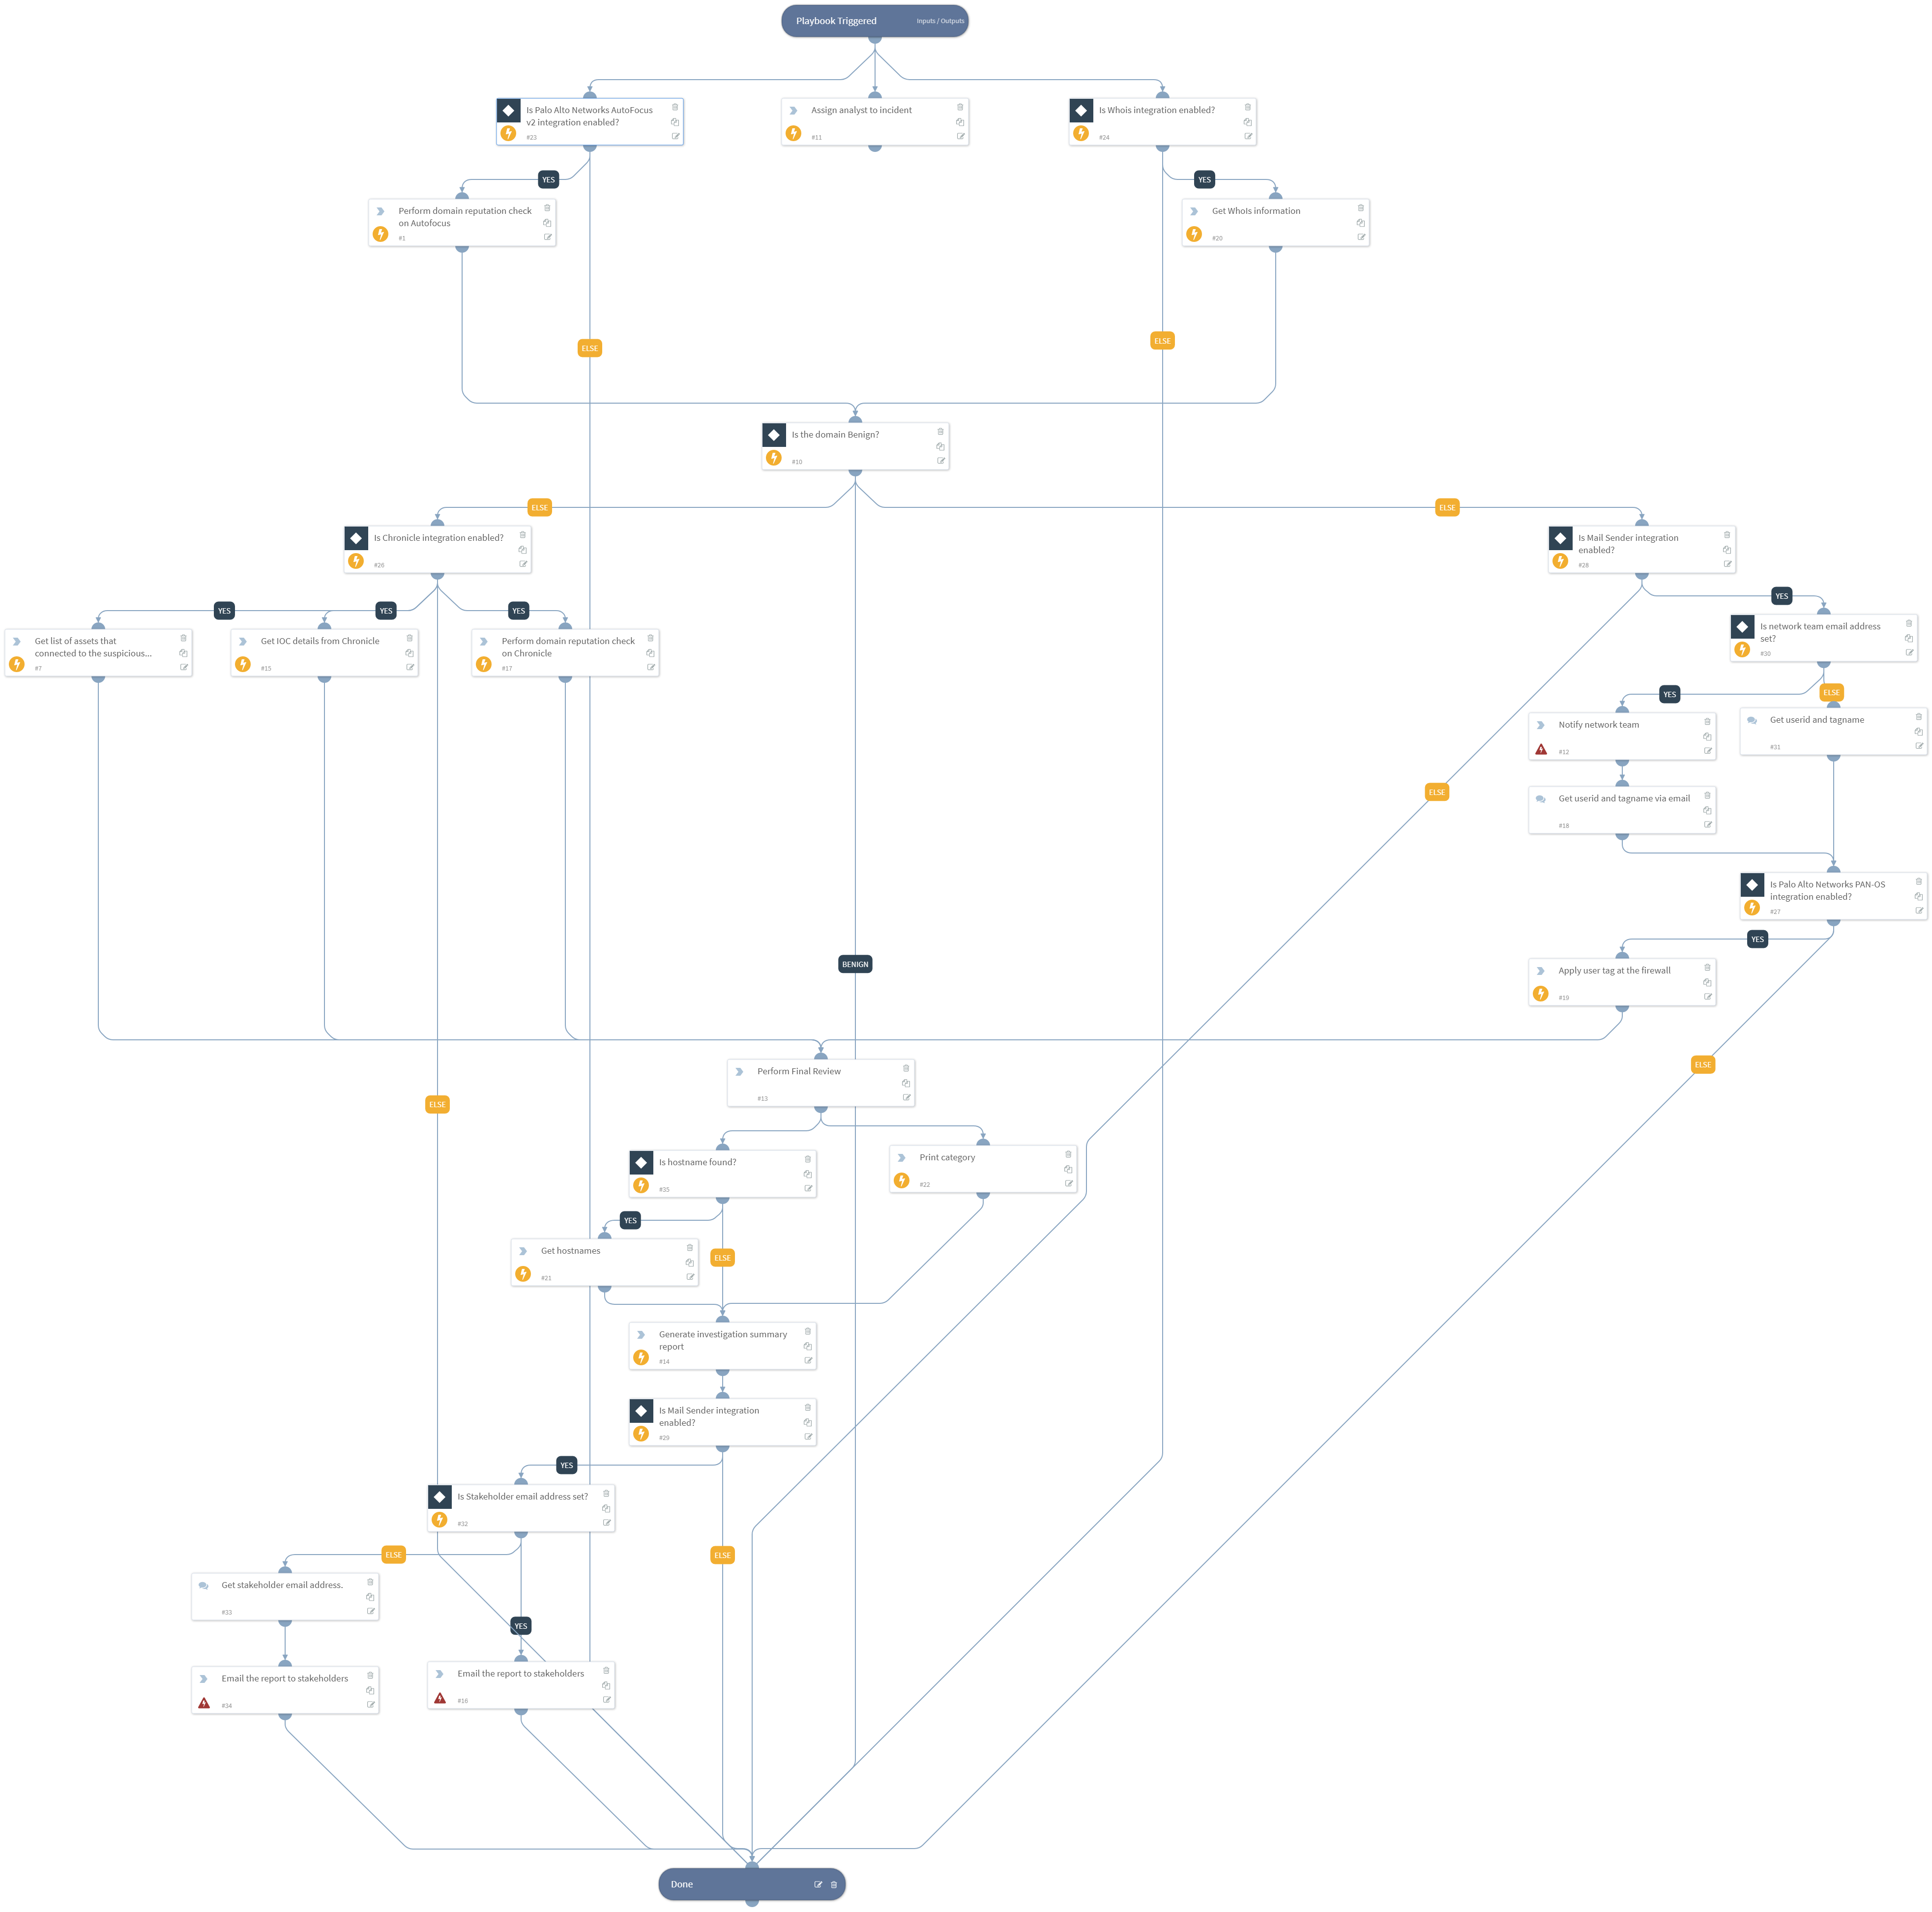 Playbook Triggered
Inputs / Outputs
Is Palo Alto Networks AutoFocus
v2 integration enabled?
#23
Assign analyst to incident
#11
Is Whois integration enabled?
#24
YES
YES
Perform domain reputation check
on Autofocus
#1
Get WhoIs information
#20
ELSE
ELSE
Is the domain Benign?
#10
ELSE
ELSE
Is Chronicle integration enabled?
#26
Is Mail Sender integration
enabled?
#28
YES
YES
YES
YES
Get list of assets that
connected to the suspicious...
#7
Get IOC details from Chronicle
#15
Perform domain reputation check
on Chronicle
#17
Is network team email address
set?
#30
YES
ELSE
Notify network team
#12
Get userid and tagname
#31
ELSE
Get userid and tagname via email
#18
Is Palo Alto Networks PAN-OS
integration enabled?
#27
YES
BENIGN
Apply user tag at the firewall
#19
ELSE
Perform Final Review
#13
ELSE
Is hostname found?
#35
Print category
#22
YES
Get hostnames
#21
ELSE
Generate investigation summary
report
#14
Is Mail Sender integration
enabled?
#29
YES
Is Stakeholder email address set?
#32
ELSE
ELSE
Get stakeholder email address.
#33
YES
Email the report to stakeholders
#34
Email the report to stakeholders
#16
Done